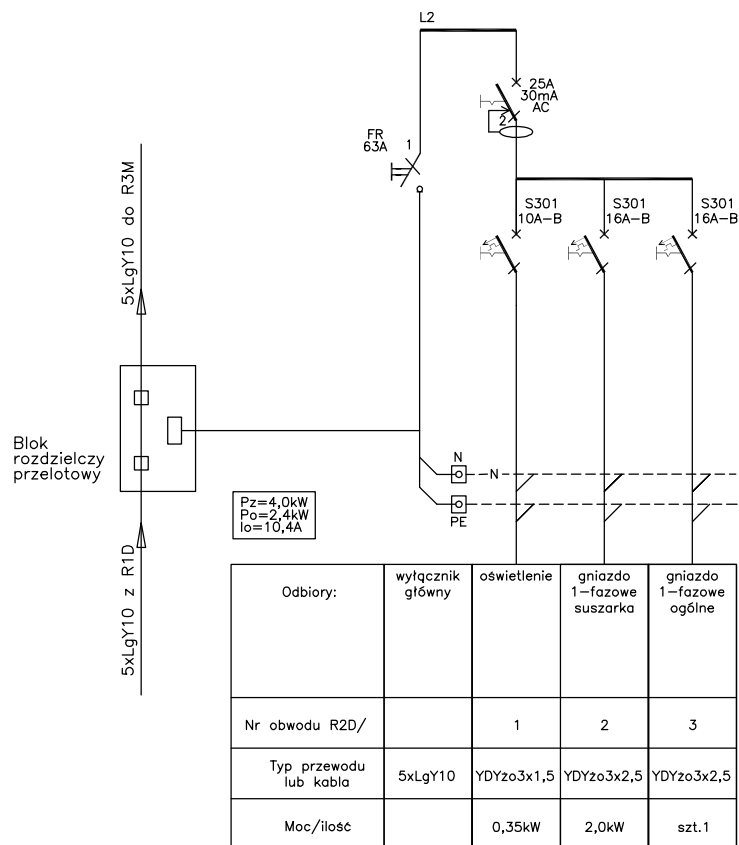 L2
25A
30mA
AC
2
FR
63A
1
5xLgY10 do R3M
S301
10A-B
S301
16A-B
S301
16A-B
Blok
rozdzielczy
przelotowy
N
N
PE
Pz=4,0kW
Po=2,4kW
Io=10,4A
5xLgY10 z R1D
Odbiory:
wyłącznik
główny
oświetlenie
gniazdo
1-fazowe
suszarka
gniazdo
1-fazowe
ogólne
Nr obwodu R2D/
1
2
3
Typ przewodu
lub kabla
5xLgY10
YDYżo3x1,5
YDYżo3x2,5
YDYżo3x2,5
Moc/ilość
0,35kW
2,0kW
szt.1